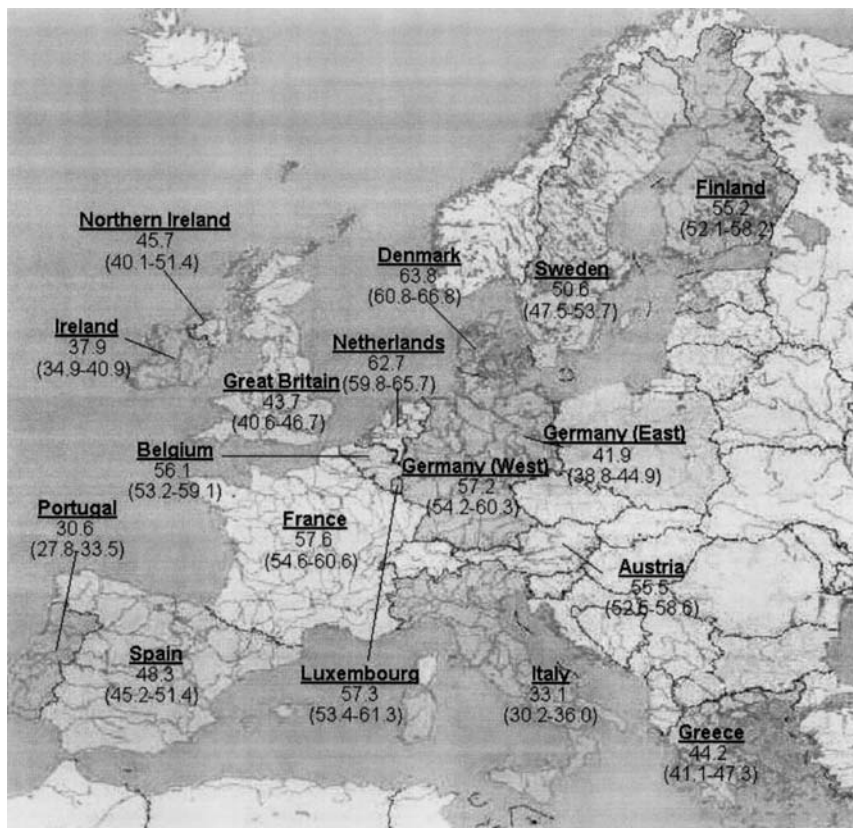 Finland
55.2
(52.1-58.2)
Northern Ireland
45.7
(40.1-51.4)
Denmark
63.8
(60.8-66.8)
Sweden
50.6
(47.5-53.7)
Ireland
37.9
(34.9-40.9)
Netherlands
62.7
(59.8-65.7)
Great Britain
43.7
(40.6-46.7)
Germany (East)
41.9
(38.8-44.9)
Belgium
56.1
(53.2-59.1)
Germany (West)
57.2
(54.2-60.3)
Portugal
30.6
(27.8-33.5)
France
57.6
(54.6-60.6)
Austria
55.5
(52.5-58.6)
Spain
48.3
(45.2-51.4)
Luxembourg
57.3
(53.4-61.3)
Italy
33.1
(30.2-36.0)
Greece
44.2
(41.1-47.3)